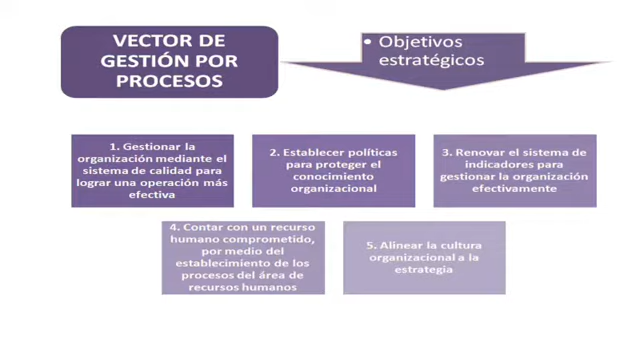 VECTOR DE
GESTIÓN POR
PROCESOS
• Objetivos
estratégicos
1. Gestionar la
organización mediante el
sistema de calidad para
lograr una operación más
efectiva
2. Establecer políticas
para proteger el
conocimiento
organizacional
3. Renovar el sistema de
indicadores para
gestionar la organización
efectivamente
4. Contar con un recurso
humano comprometido,
por medio del
establecimiento de los
procesos del área de
recursos humanos
5. Alinear la cultura
organizacional a la
estrategia